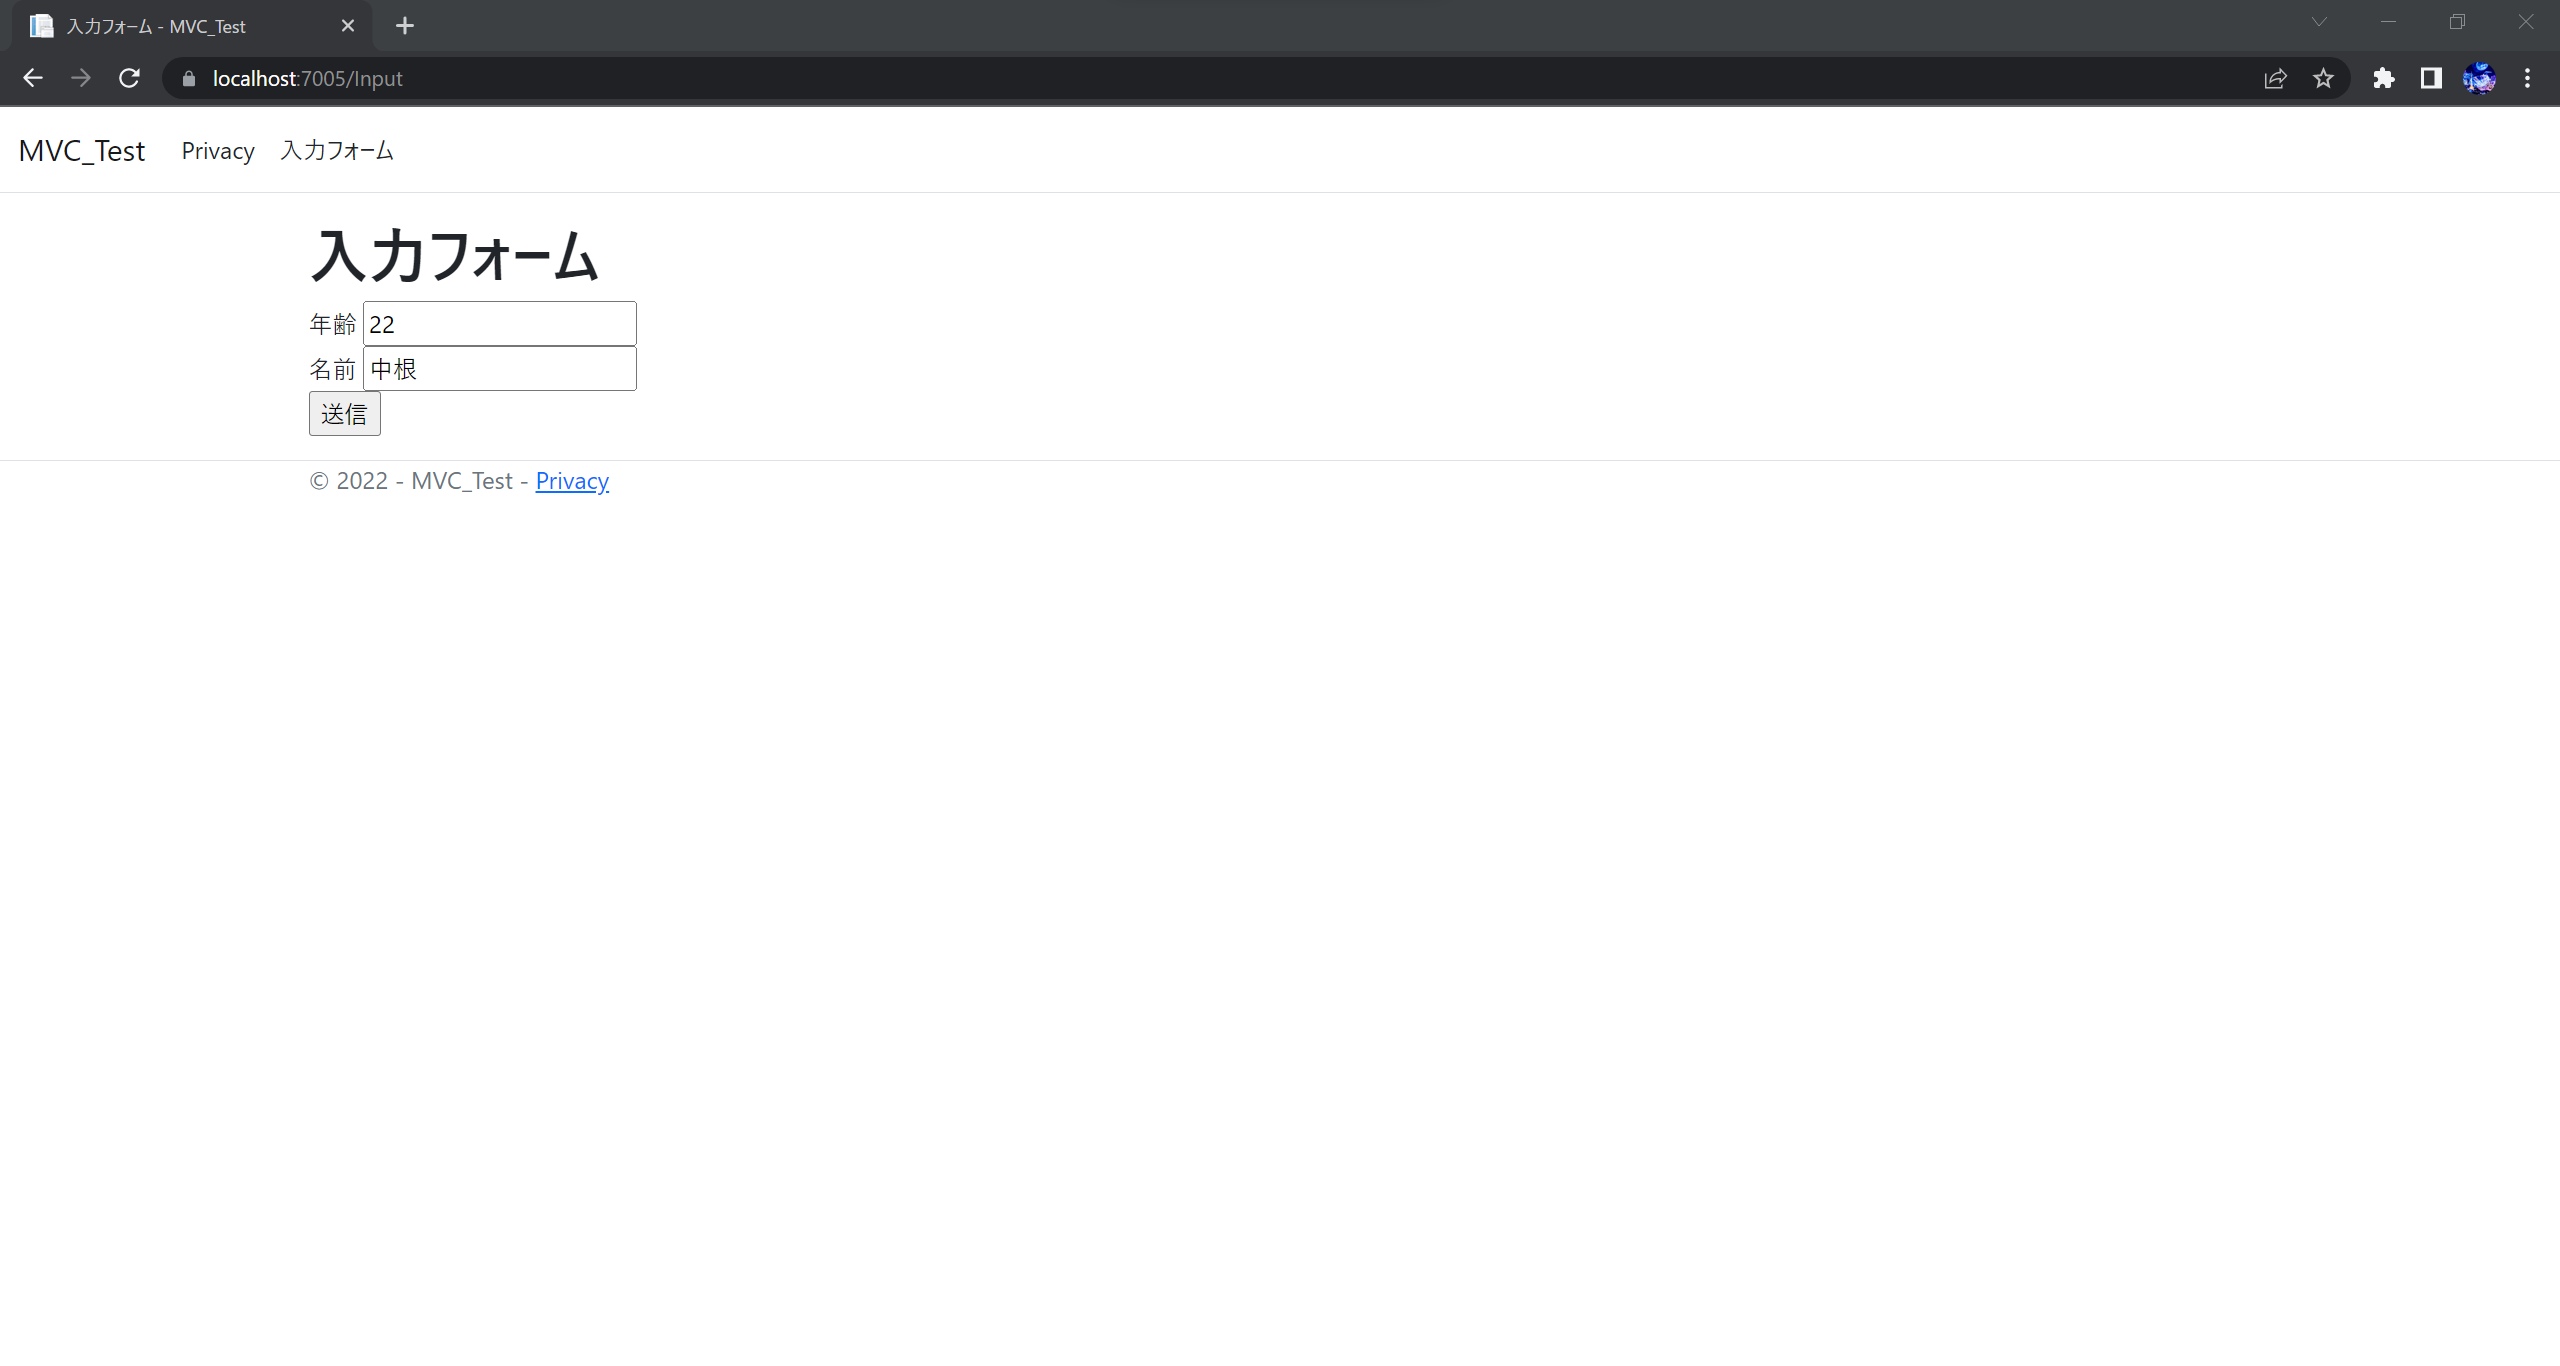 入力フォーム - MVC_Test
localhost:7005/Input
MVC_Test Privacy 入力フォーム
入力フォーム
年齢 22
名前 中根
送信
© 2022 - MVC_Test - Privacy